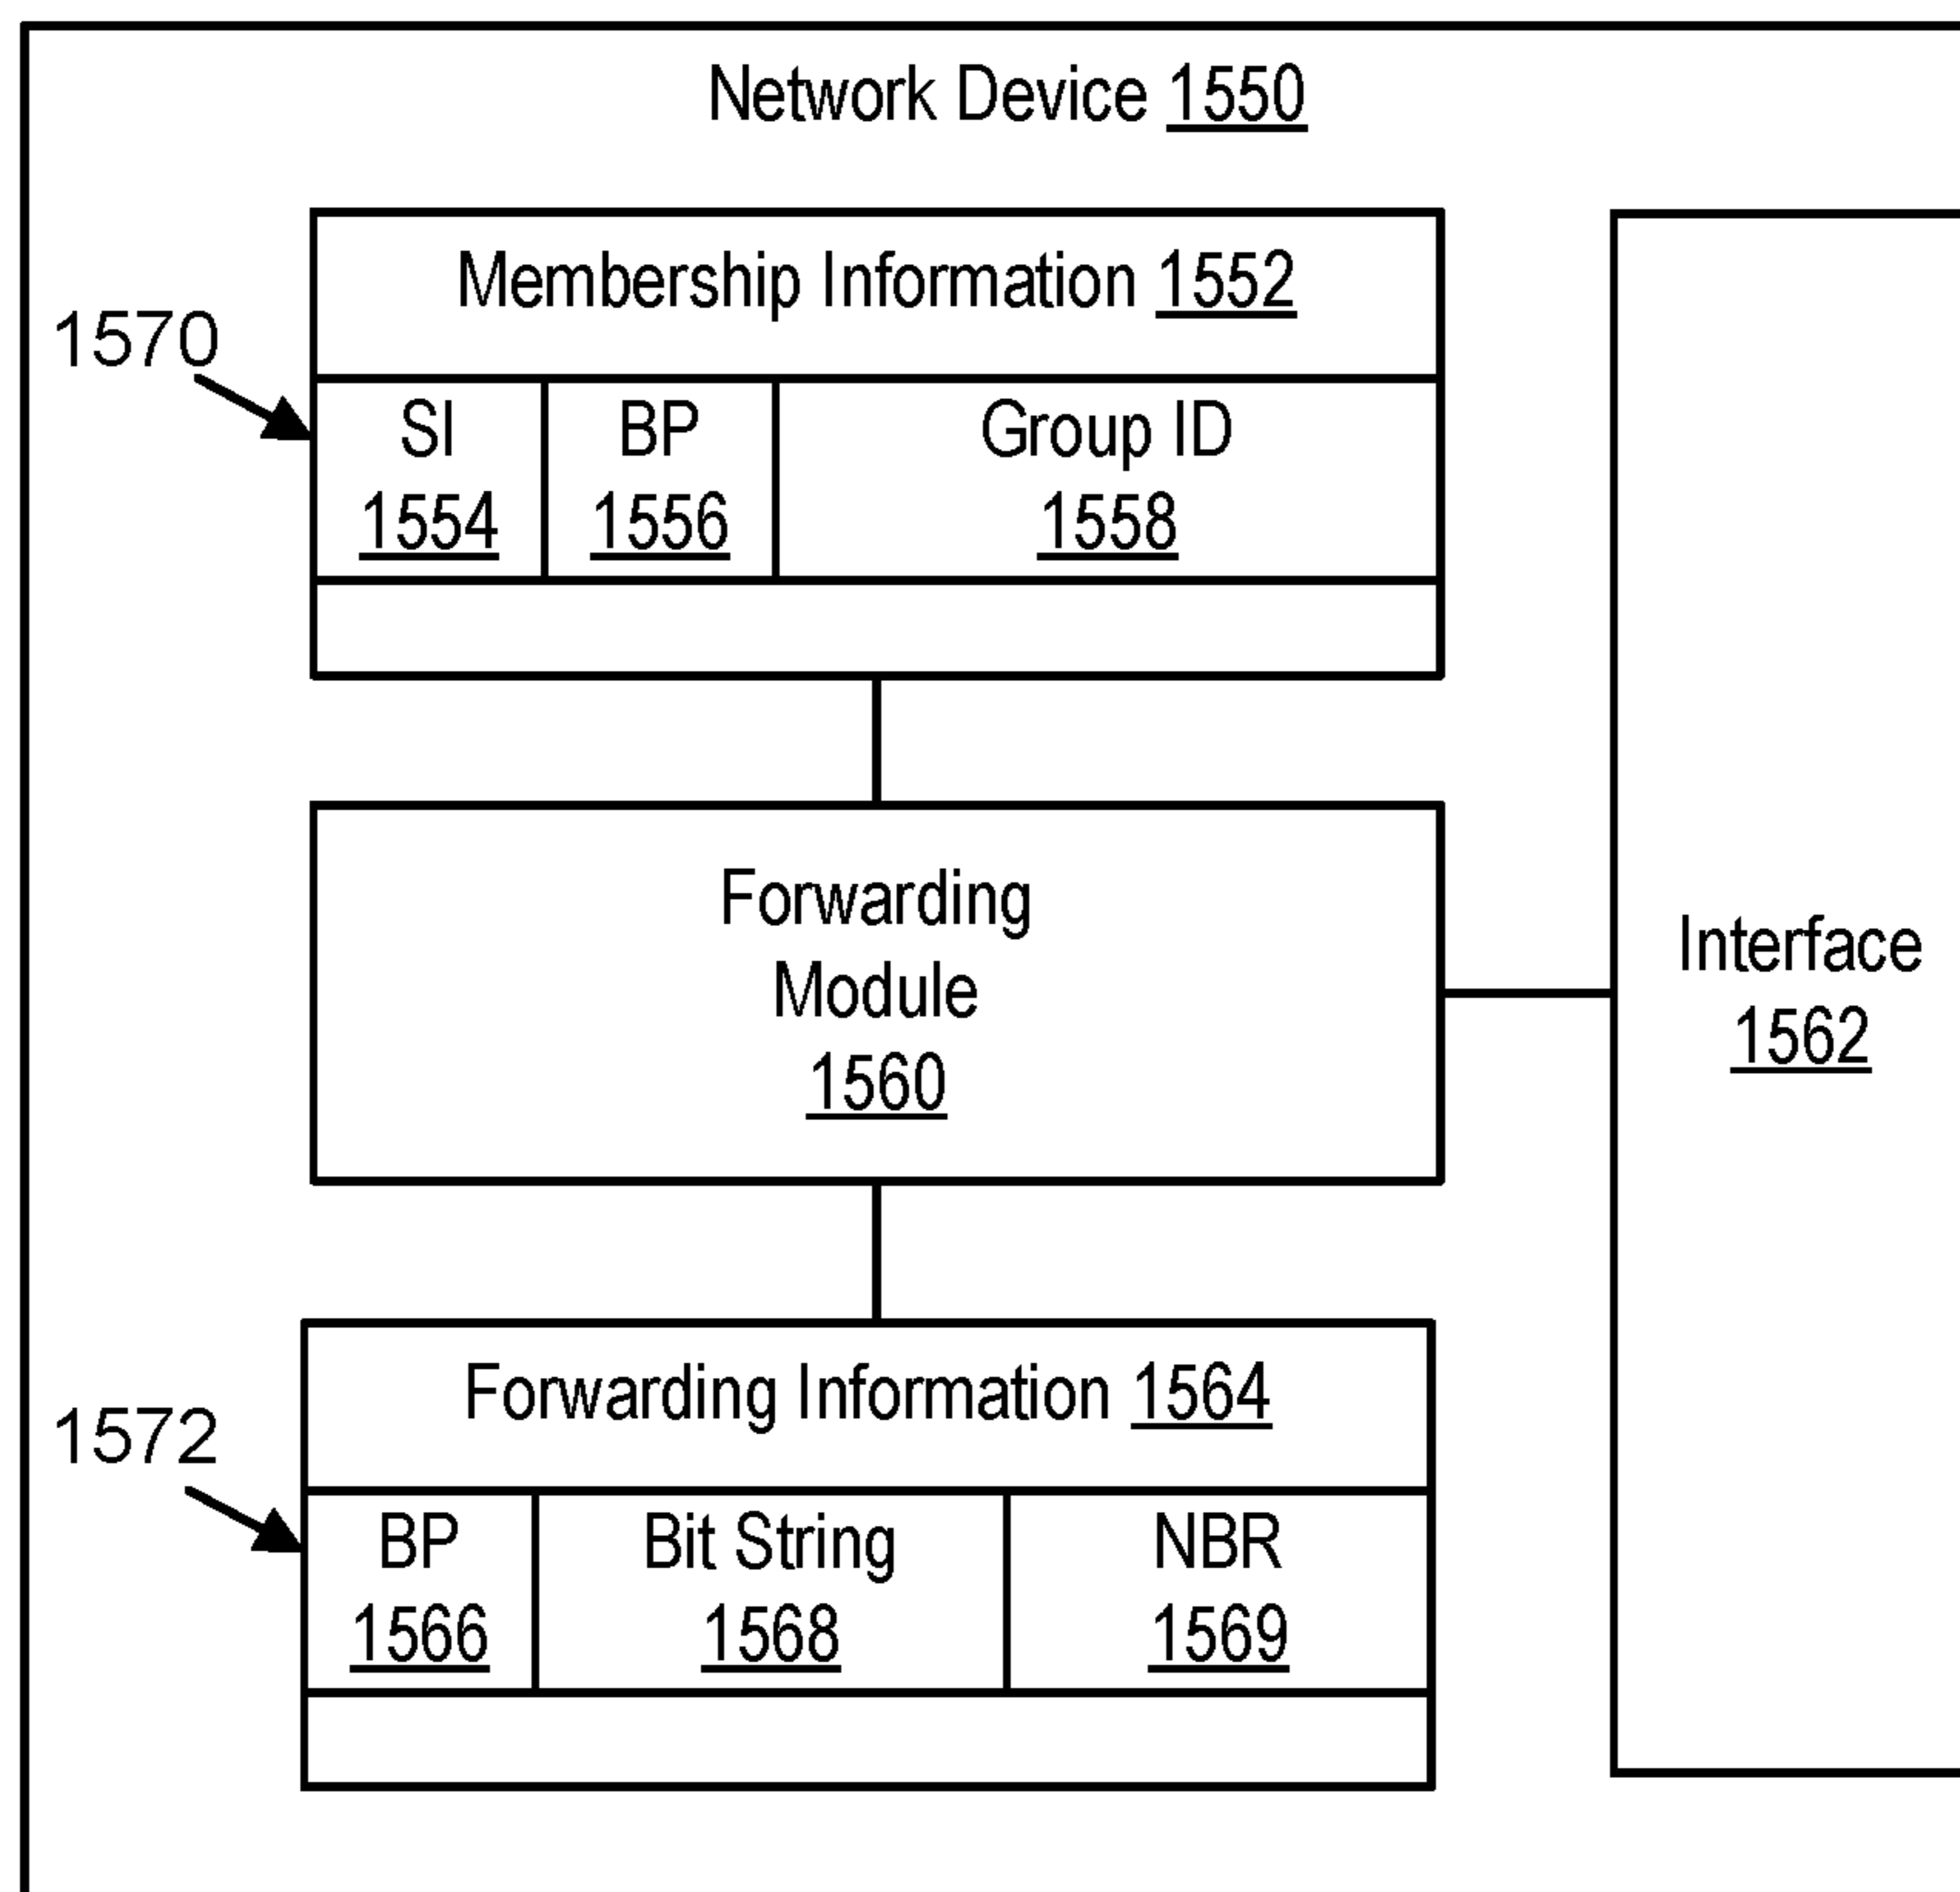 Network Device 1550
Membership Information 1552
1570
SI
1554
BP
1556
Group ID
1558
Forwarding
Module
1560
Interface
1562
Forwarding Information 1564
1572
BP
1566
Bit String
1568
NBR
1569